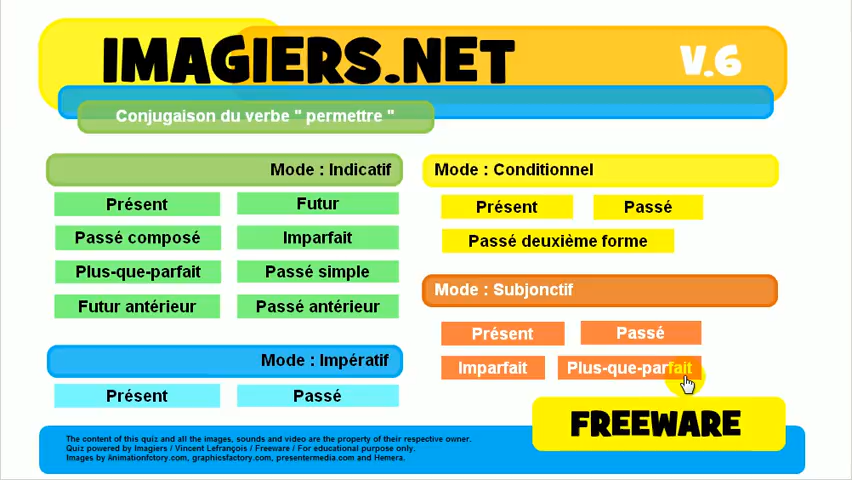 IMAGIERS.NET
V.6
Conjugaison du verbe " permettre "
Mode : Indicatif
Présent
Futur
Passé composé
Imparfait
Plus-que-parfait
Passé simple
Futur antérieur
Passé antérieur
Mode : Impératif
Présent
Passé
Mode : Conditionnel
Présent
Passé
Passé deuxième forme
Mode : Subjonctif
Présent
Passé
Imparfait
Plus-que-parfait
FREEWARE
The content of this quiz and all the images, sounds and video are the property of their respective owner.
Quiz powered by Imagiers / Vincent Lefrançois / Freeware / For educational purpose only.
Images by Animationfctory.com, graphicsfactory.com, presentermedia.com and Hemera.